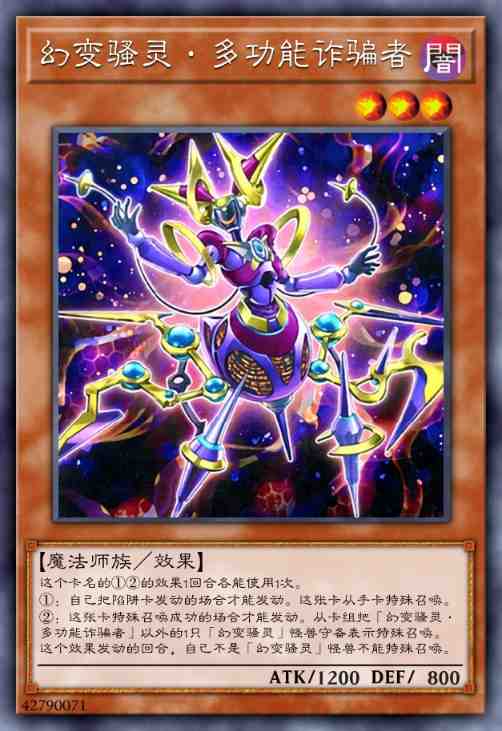 幻变骚灵·多功能诈骗者 闇
【魔法师族／效果】
这个卡名的①②的效果1回合各能使用1次。
①：自己把陷阱卡发动的场合才能发动。这张卡从手卡特殊召唤。
②：这张卡特殊召唤成功的场合才能发动。从卡组把「幻变骚灵·
多功能诈骗者」以外的1只「幻变骚灵」怪兽守备表示特殊召唤。
这个效果发动的回合，自己不是「幻变骚灵」怪兽不能特殊召唤。
ATK/1200 DEF/ 800
42790071